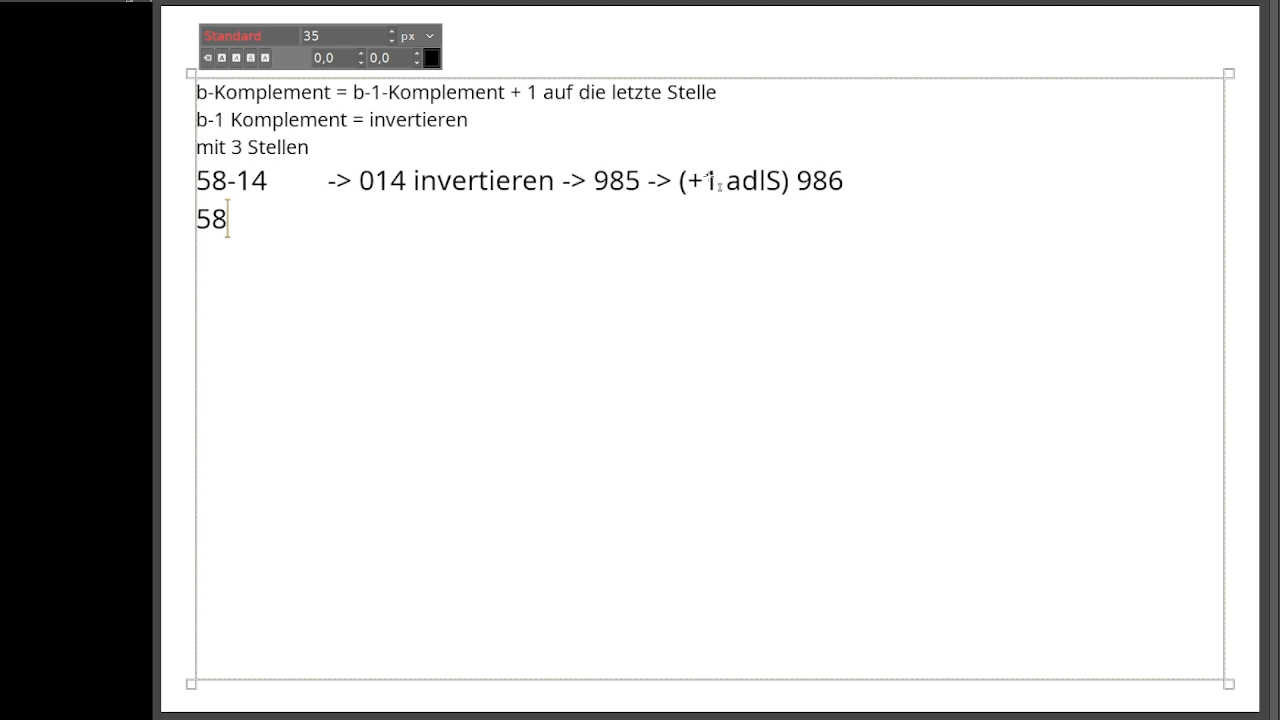 Standard 35 px
0,0 0,0
b-Komplement = b-1-Komplement + 1 auf die letzte Stelle
b-1 Komplement = invertieren
mit 3 Stellen
58-14 -> 014 invertieren -> 985 -> (+1 adlS) 986
58